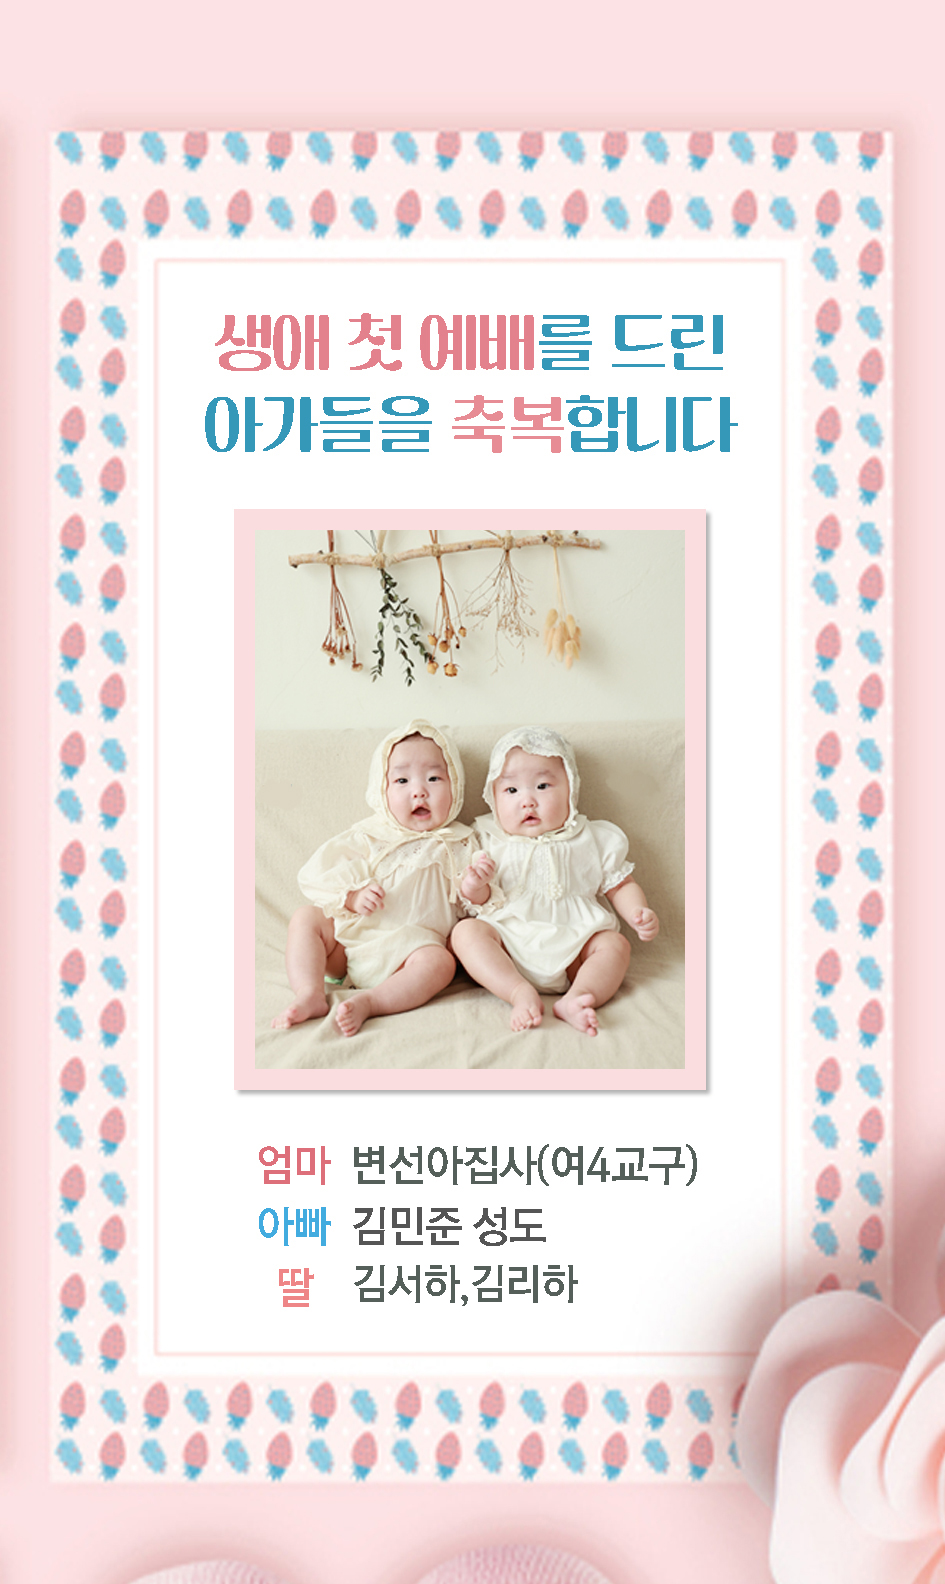 생애 첫 예배를 드린
아가들을 축복합니다
엄마 변선아집사(여4교구)
아빠 김민준 성도
딸 김서하,김리하